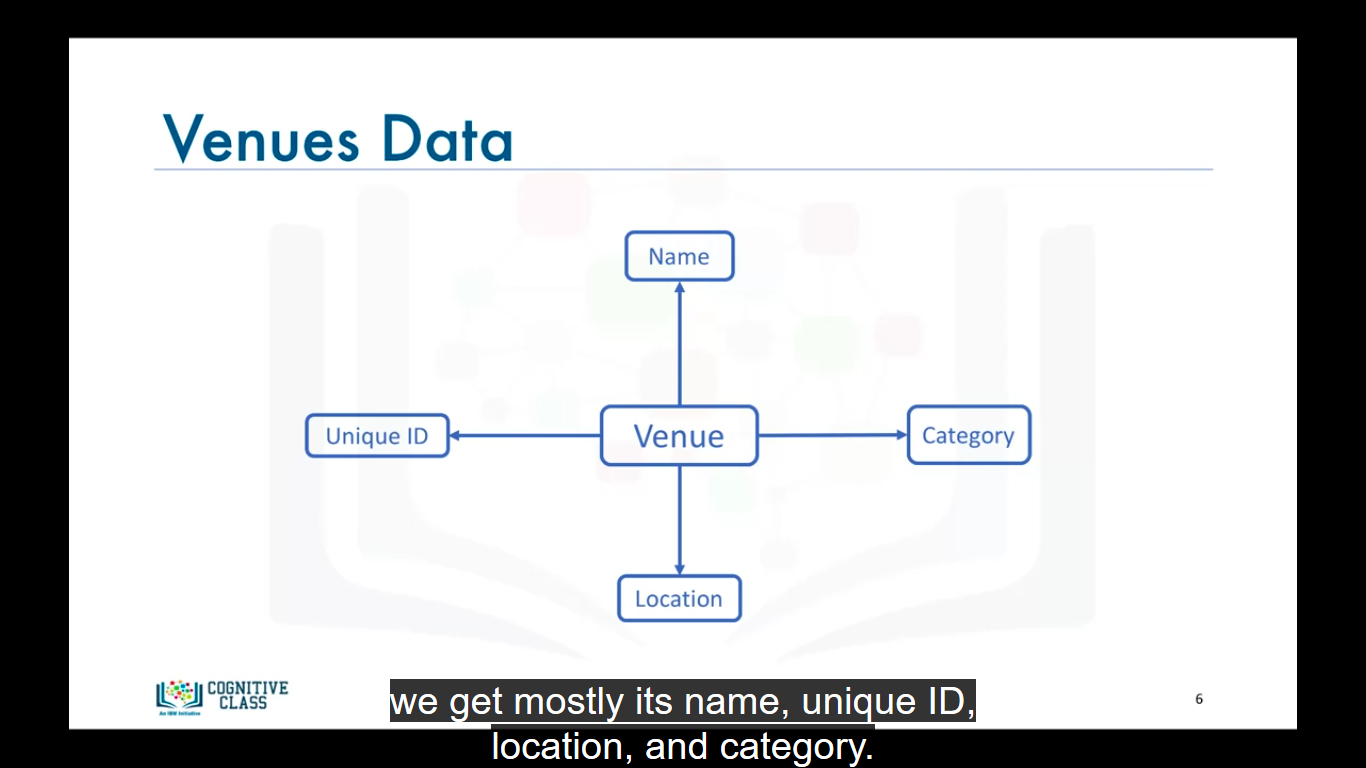 Venues Data
Name
Unique ID
Venue
Category
Location
COGNITIVE
CLASS
An IBM Initiative
6
we get mostly its name, unique ID,
location, and category.